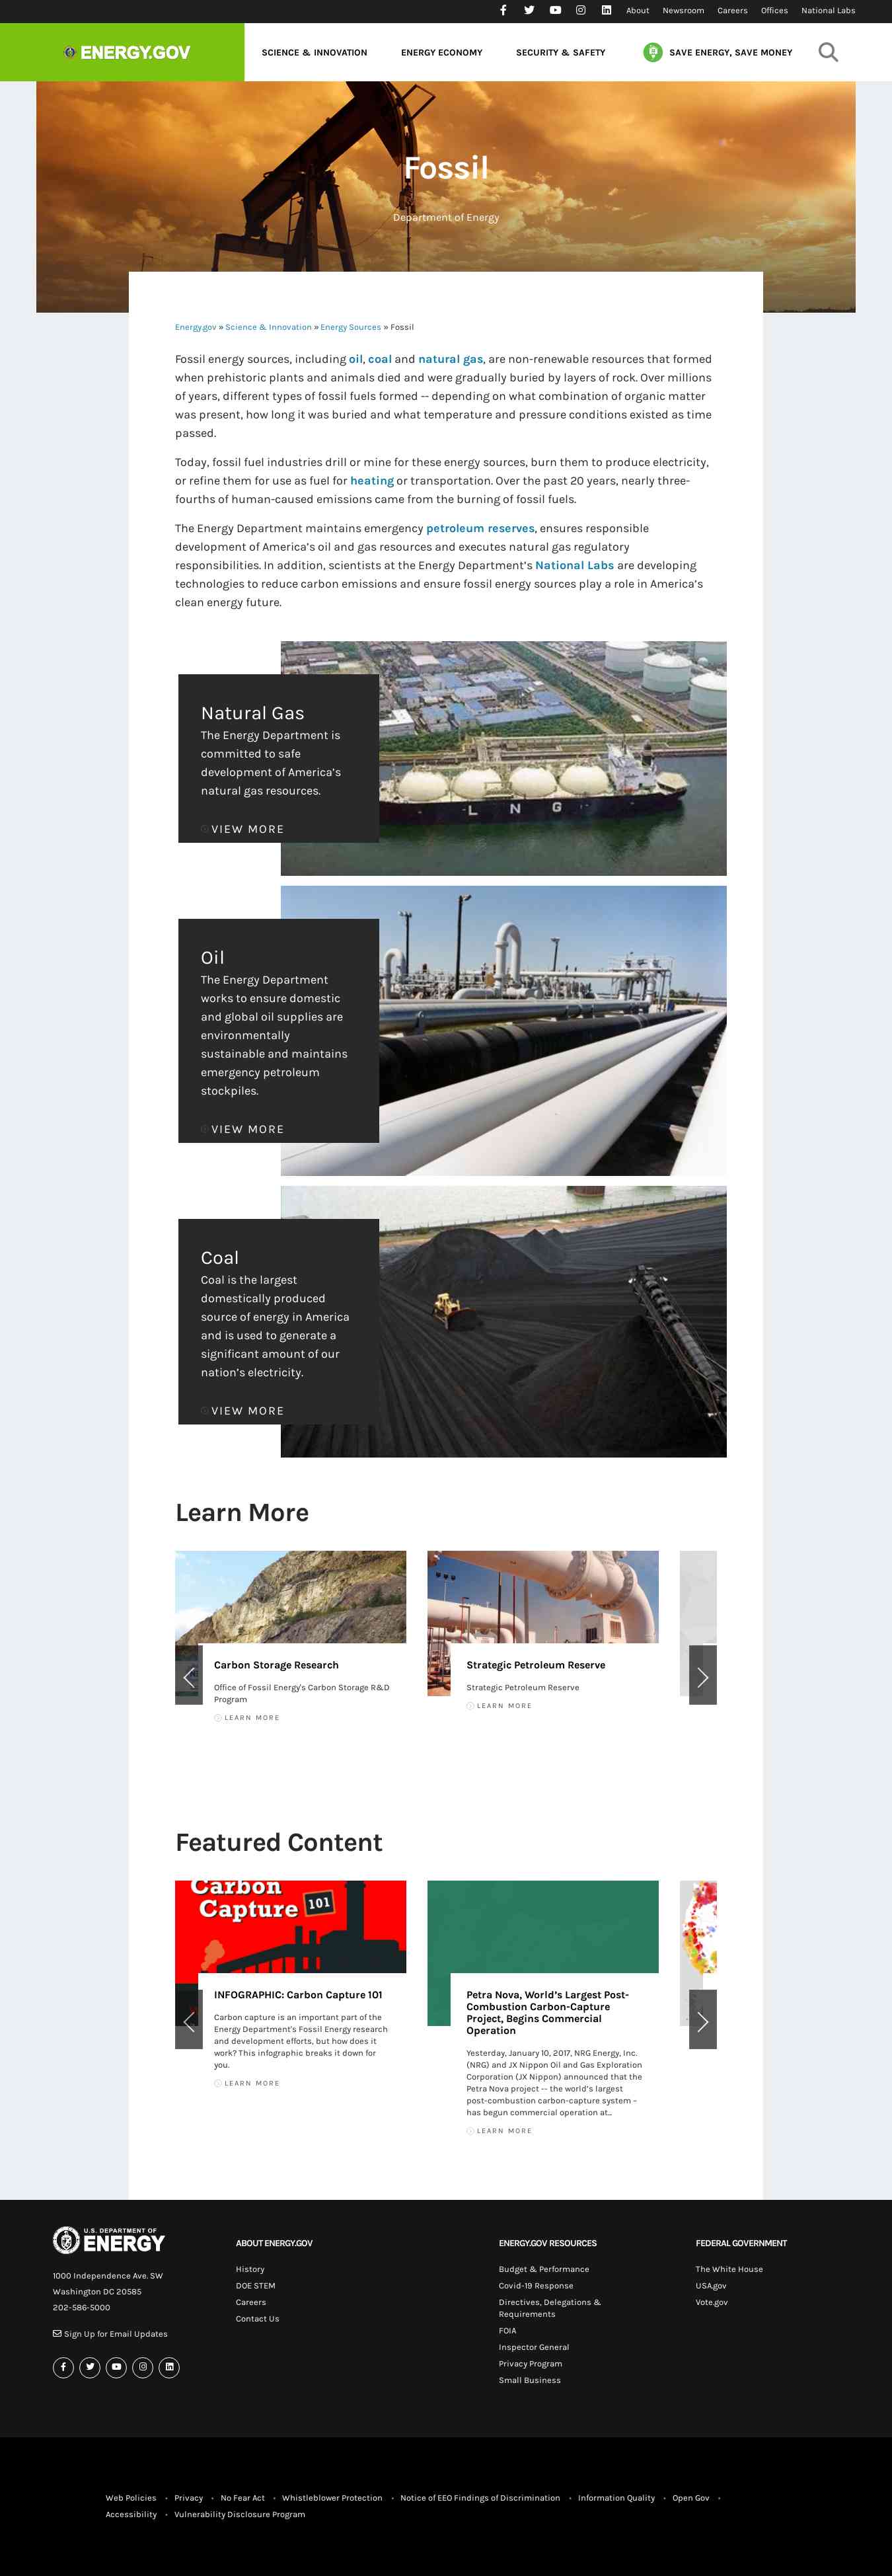 About Newsroom Careers Offices National Labs
ENERGY.GOV SCIENCE & INNOVATION ENERGY ECONOMY SECURITY & SAFETY SAVE ENERGY, SAVE MONEY
Fossil
Department of Energy
Energy.gov » Science & Innovation » Energy Sources » Fossil
Fossil energy sources, including oil, coal and natural gas, are non-renewable resources that formed
when prehistoric plants and animals died and were gradually buried by layers of rock. Over millions
of years, different types of fossil fuels formed -- depending on what combination of organic matter
was present, how long it was buried and what temperature and pressure conditions existed as time
passed.
Today, fossil fuel industries drill or mine for these energy sources, burn them to produce electricity,
or refine them for use as fuel for heating or transportation. Over the past 20 years, nearly three-
fourths of human-caused emissions came from the burning of fossil fuels.
The Energy Department maintains emergency petroleum reserves, ensures responsible
development of America's oil and gas resources and executes natural gas regulatory
responsibilities. In addition, scientists at the Energy Department's National Labs are developing
technologies to reduce carbon emissions and ensure fossil energy sources play a role in America's
clean energy future.
Natural Gas
The Energy Department is
committed to safe
development of America's
natural gas resources.
VIEW MORE
L N G
Oil
The Energy Department
works to ensure domestic
and global oil supplies are
environmentally
sustainable and maintains
emergency petroleum
stockpiles.
VIEW MORE
Coal
Coal is the largest
domestically produced
source of energy in America
and is used to generate a
significant amount of our
nation's electricity.
VIEW MORE
Learn More
Carbon Storage Research
Office of Fossil Energy's Carbon Storage R&D
Program
LEARN MORE
Strategic Petroleum Reserve
Strategic Petroleum Reserve
LEARN MORE
Featured Content
Carbon
Capture 101
INFOGRAPHIC: Carbon Capture 101
Carbon capture is an important part of the
Energy Department's Fossil Energy research
and development efforts, but how does it
work? This infographic breaks it down for
you.
LEARN MORE
Petra Nova, World's Largest Post-
Combustion Carbon-Capture
Project, Begins Commercial
Operation
Yesterday, January 10, 2017, NRG Energy, Inc.
(NRG) and JX Nippon Oil and Gas Exploration
Corporation (JX Nippon) announced that the
Petra Nova project -- the world's largest
post-combustion carbon-capture system –
has begun commercial operation at...
LEARN MORE
U.S. DEPARTMENT OF
ENERGY
1000 Independence Ave. SW
Washington DC 20585
202-586-5000
Sign Up for Email Updates
ABOUT ENERGY.GOV
History
DOE STEM
Careers
Contact Us
ENERGY.GOV RESOURCES
Budget & Performance
Covid-19 Response
Directives, Delegations &
Requirements
FOIA
Inspector General
Privacy Program
Small Business
FEDERAL GOVERNMENT
The White House
USA.gov
Vote.gov
Web Policies • Privacy • No Fear Act • Whistleblower Protection • Notice of EEO Findings of Discrimination • Information Quality • Open Gov •
Accessibility • Vulnerability Disclosure Program